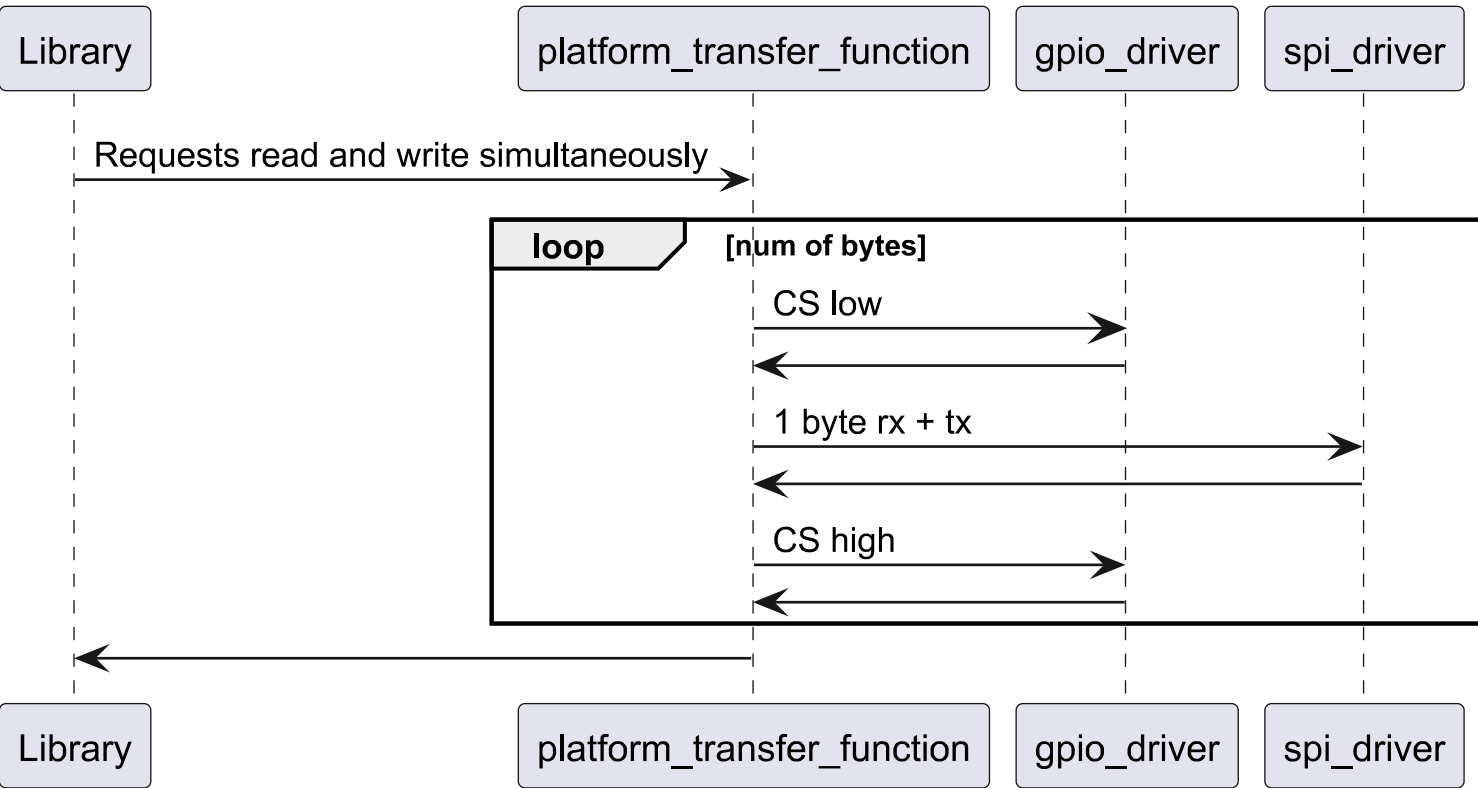 Library
platform_transfer_function
gpio_driver
spi_driver
Requests read and write simultaneously
loop
[num of bytes]
CS low
1 byte rx + tx
CS high
Library
platform_transfer_function
gpio_driver
spi_driver